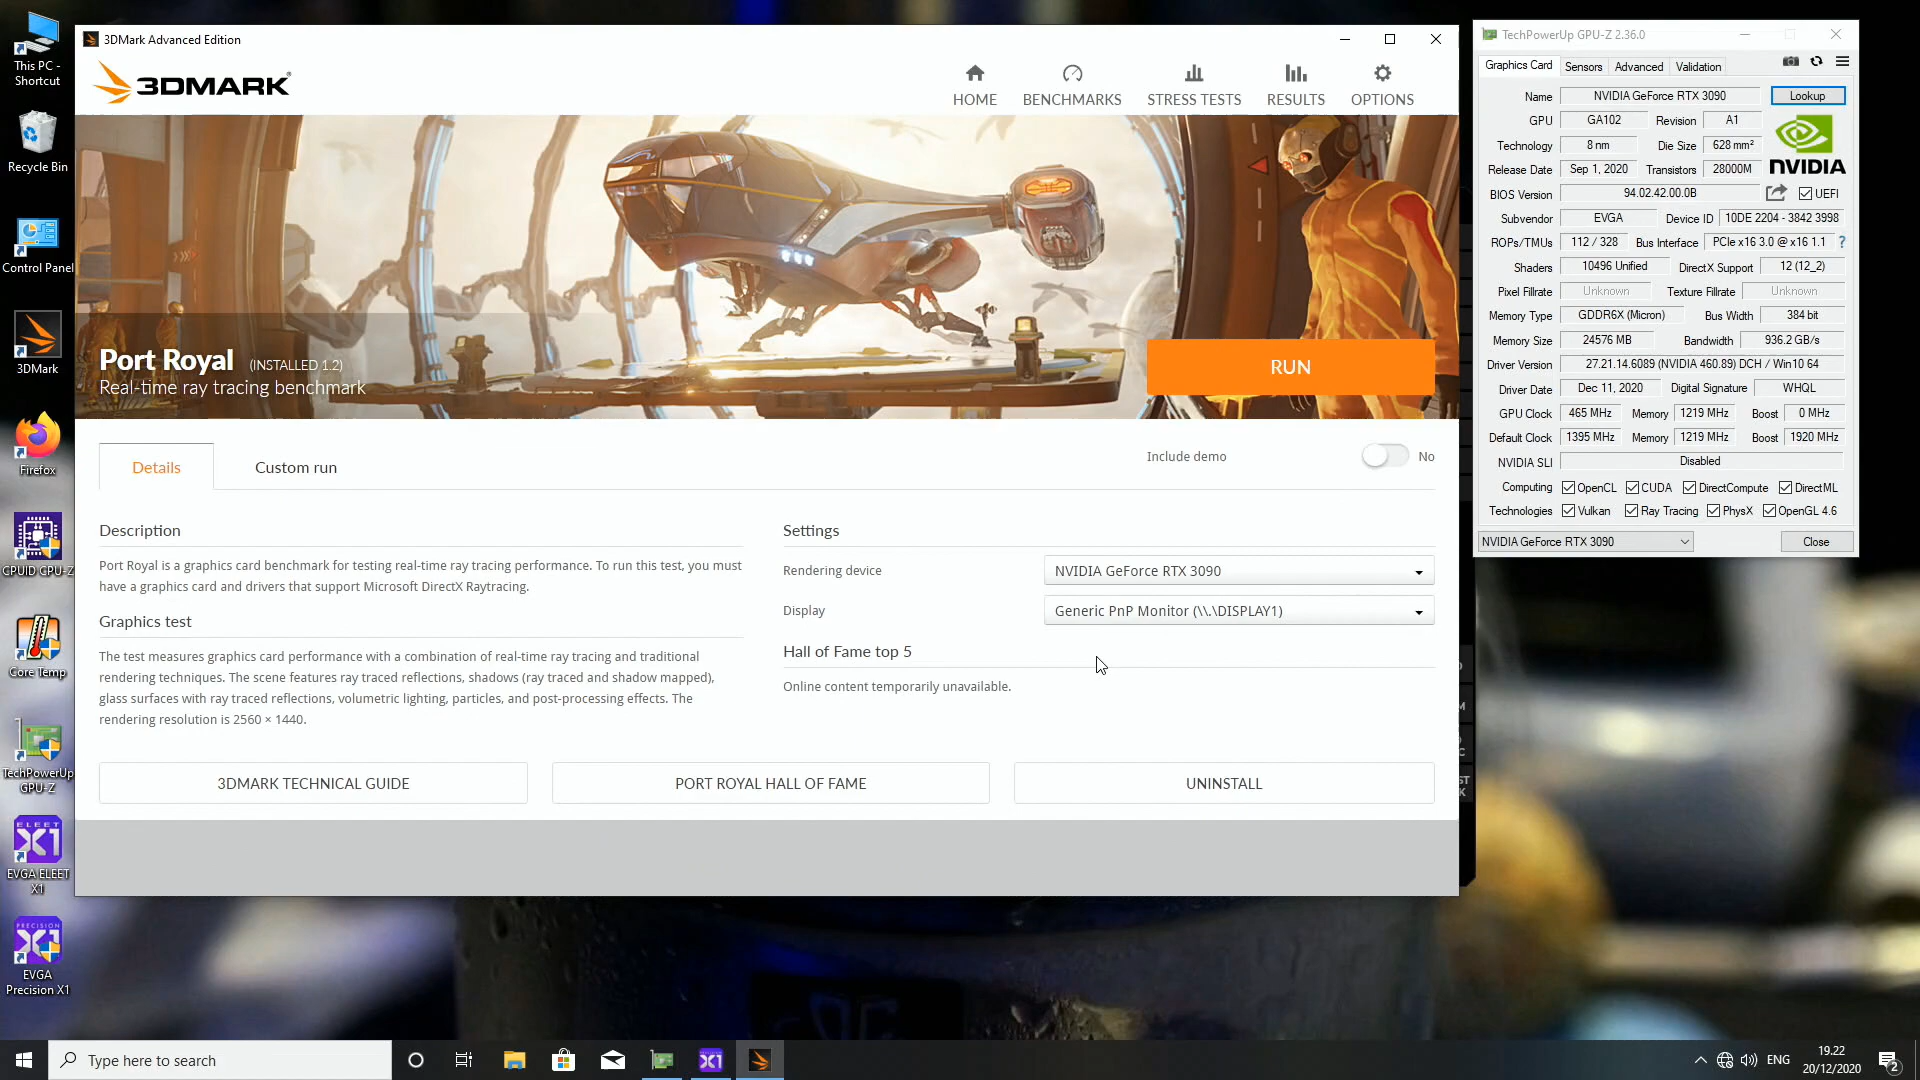 This PC -
Shortcut
Recycle Bin
Control Panel
3DMark
Firefox
CPUID GPU-Z
Core Temp
TechPowerUp
GPU-Z
ELEET
X1
EVGA ELEET
X1
PRECISION
X1
EVGA
Precision X1
3DMark Advanced Edition
3DMARK
HOME
BENCHMARKS
STRESS TESTS
RESULTS
OPTIONS
Port Royal (INSTALLED 1.2)
Real-time ray tracing benchmark
RUN
Details
Custom run
Include demo
No
Description
Port Royal is a graphics card benchmark for testing real-time ray tracing performance. To run this test, you must
have a graphics card and drivers that support Microsoft DirectX Raytracing.
Graphics test
The test measures graphics card performance with a combination of real-time ray tracing and traditional
rendering techniques. The scene features ray traced reflections, shadows (ray traced and shadow mapped),
glass surfaces with ray traced reflections, volumetric lighting, particles, and post-processing effects. The
rendering resolution is 2560 × 1440.
Settings
Rendering device NVIDIA GeForce RTX 3090
Display Generic PnP Monitor (\\.\DISPLAY1)
Hall of Fame top 5
Online content temporarily unavailable.
3DMARK TECHNICAL GUIDE
PORT ROYAL HALL OF FAME
UNINSTALL
TechPowerUp GPU-Z 2.36.0
Graphics Card Sensors Advanced Validation
Name NVIDIA GeForce RTX 3090 Lookup
GPU GA102 Revision A1
Technology 8 nm Die Size 628 mm²
NVIDIA
Release Date Sep 1, 2020 Transistors 28000M
BIOS Version 94.02.42.00.0B UEFI
Subvendor EVGA Device ID 10DE 2204 - 3842 3998
ROPs/TMUs 112 / 328 Bus Interface PCIe x16 3.0 @ x16 1.1 ?
Shaders 10496 Unified DirectX Support 12 (12_2)
Pixel Fillrate Unknown Texture Fillrate Unknown
Memory Type GDDR6X (Micron) Bus Width 384 bit
Memory Size 24576 MB Bandwidth 936.2 GB/s
Driver Version 27.21.14.6089 (NVIDIA 460.89) DCH / Win10 64
Driver Date Dec 11, 2020 Digital Signature WHQL
GPU Clock 465 MHz Memory 1219 MHz Boost 0 MHz
Default Clock 1395 MHz Memory 1219 MHz Boost 1920 MHz
NVIDIA SLI Disabled
Computing OpenCL CUDA DirectCompute DirectML
Technologies Vulkan Ray Tracing PhysX OpenGL 4.6
NVIDIA GeForce RTX 3090 Close
Type here to search
X1
ENG
19.22
20/12/2020
2